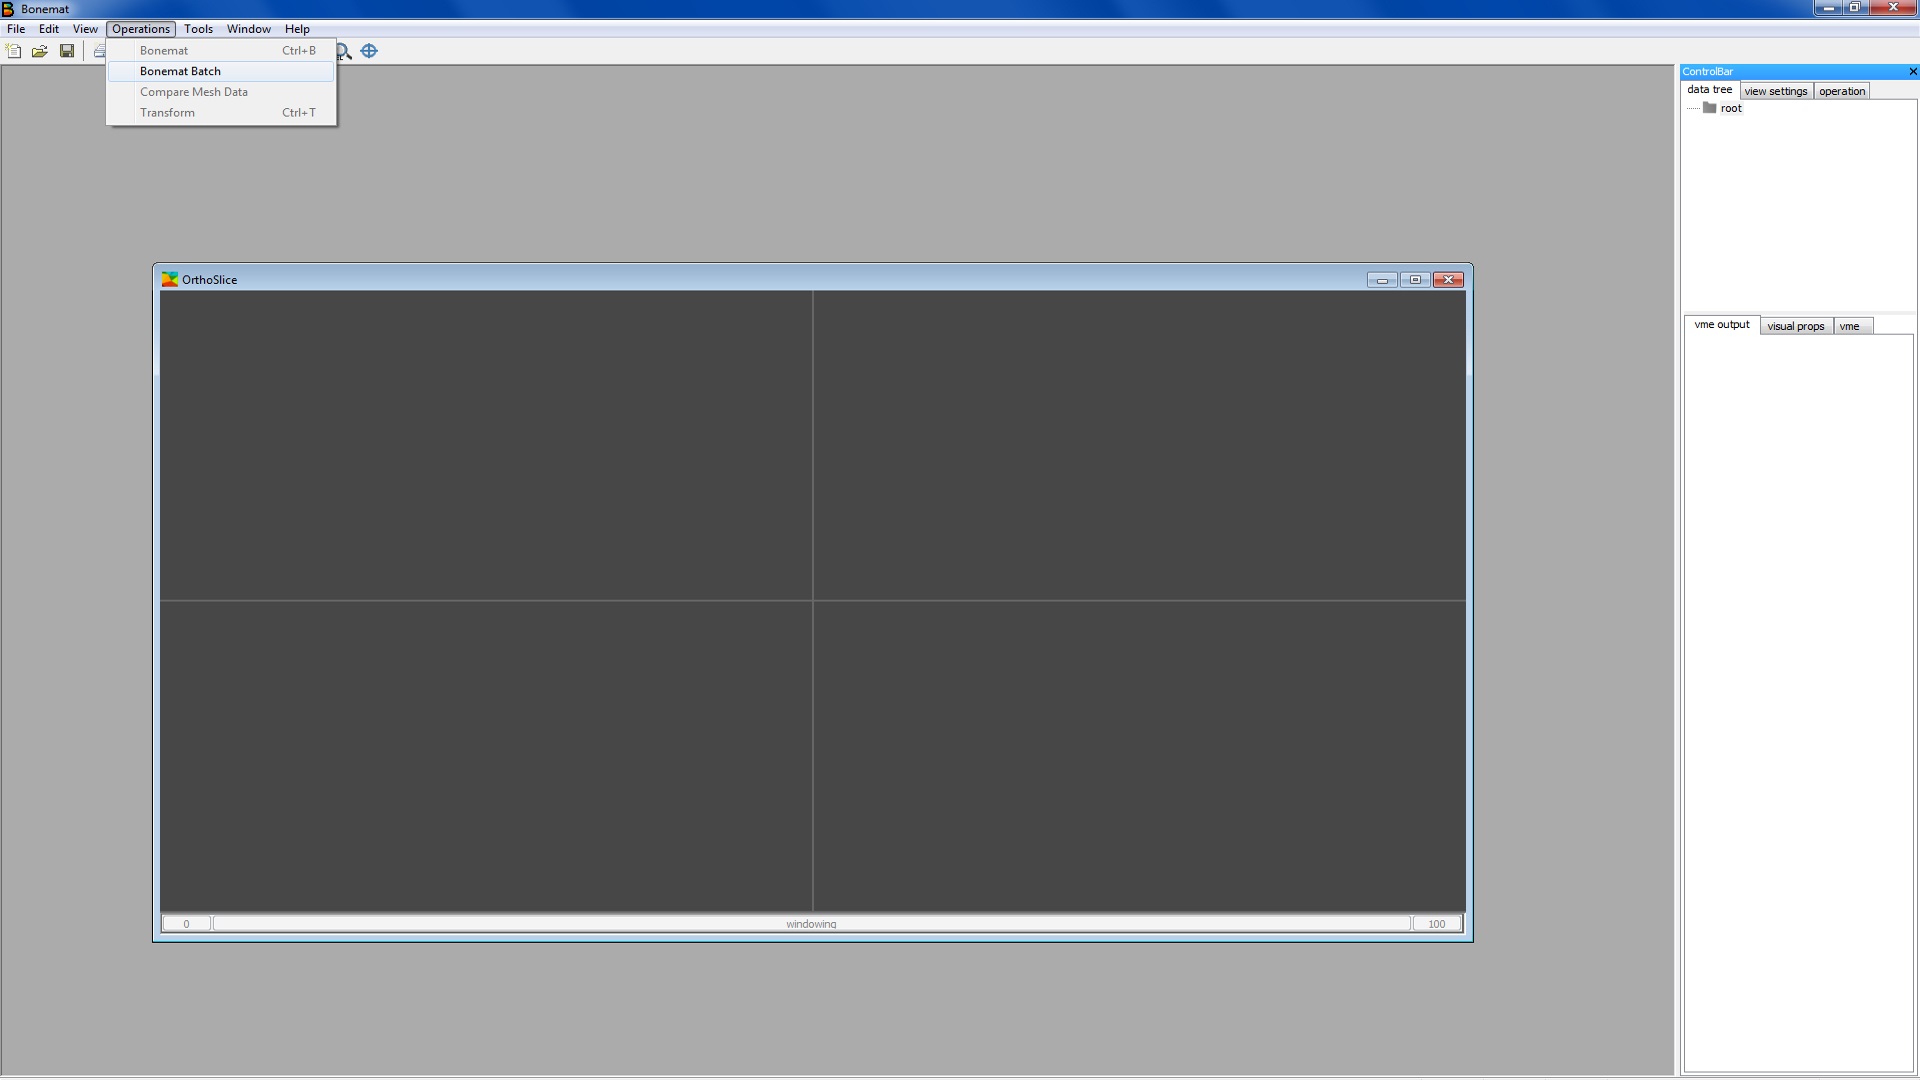 Bonemat
File Edit View Operations Tools Window Help
Bonemat Ctrl+B
Bonemat Batch
Compare Mesh Data
Transform Ctrl+T
ControlBar
data tree view settings operation
root
OrthoSlice
vme output visual props vme
0 windowing 100